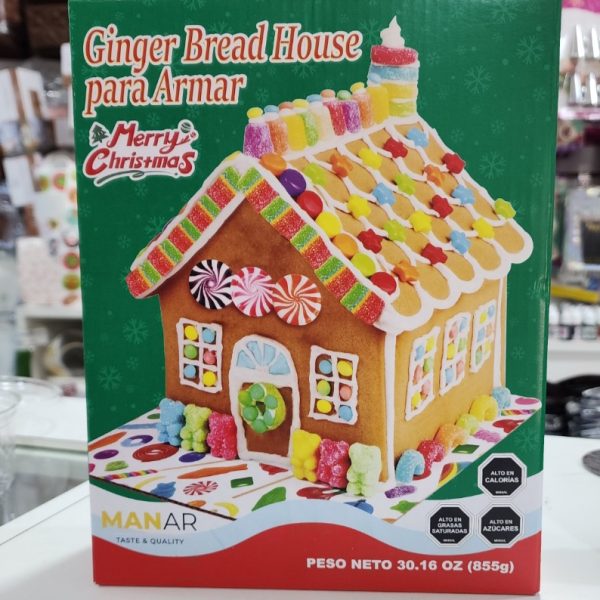 Ginger Bread House
para Armar
Merry
Christmas
ALTO EN
CALORÍAS
ALTO EN
GRASAS
SATURADAS
ALTO EN
AZÚCARES
MANAR
TASTE & QUALITY
PESO NETO 30.16 OZ (855g)